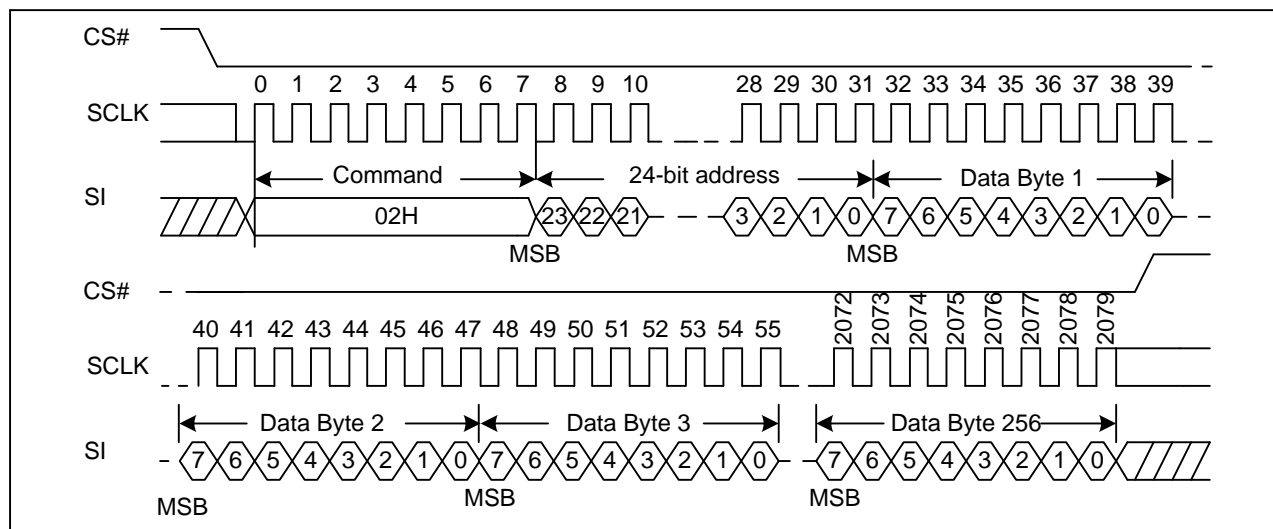 CS#
0 1 2 3 4 5 6 7 8 9 10 28 29 30 31 32 33 34 35 36 37 38 39
SCLK
Command 24-bit address Data Byte 1
SI
02H 23 22 21 3 2 1 0 7 6 5 4 3 2 1 0
MSB MSB
CS#
40 41 42 43 44 45 46 47 48 49 50 51 52 53 54 55 2072 2073 2074 2075 2076 2077 2078 2079
SCLK
Data Byte 2 Data Byte 3 Data Byte 256
SI
7 6 5 4 3 2 1 0 7 6 5 4 3 2 1 0 7 6 5 4 3 2 1 0
MSB MSB MSB